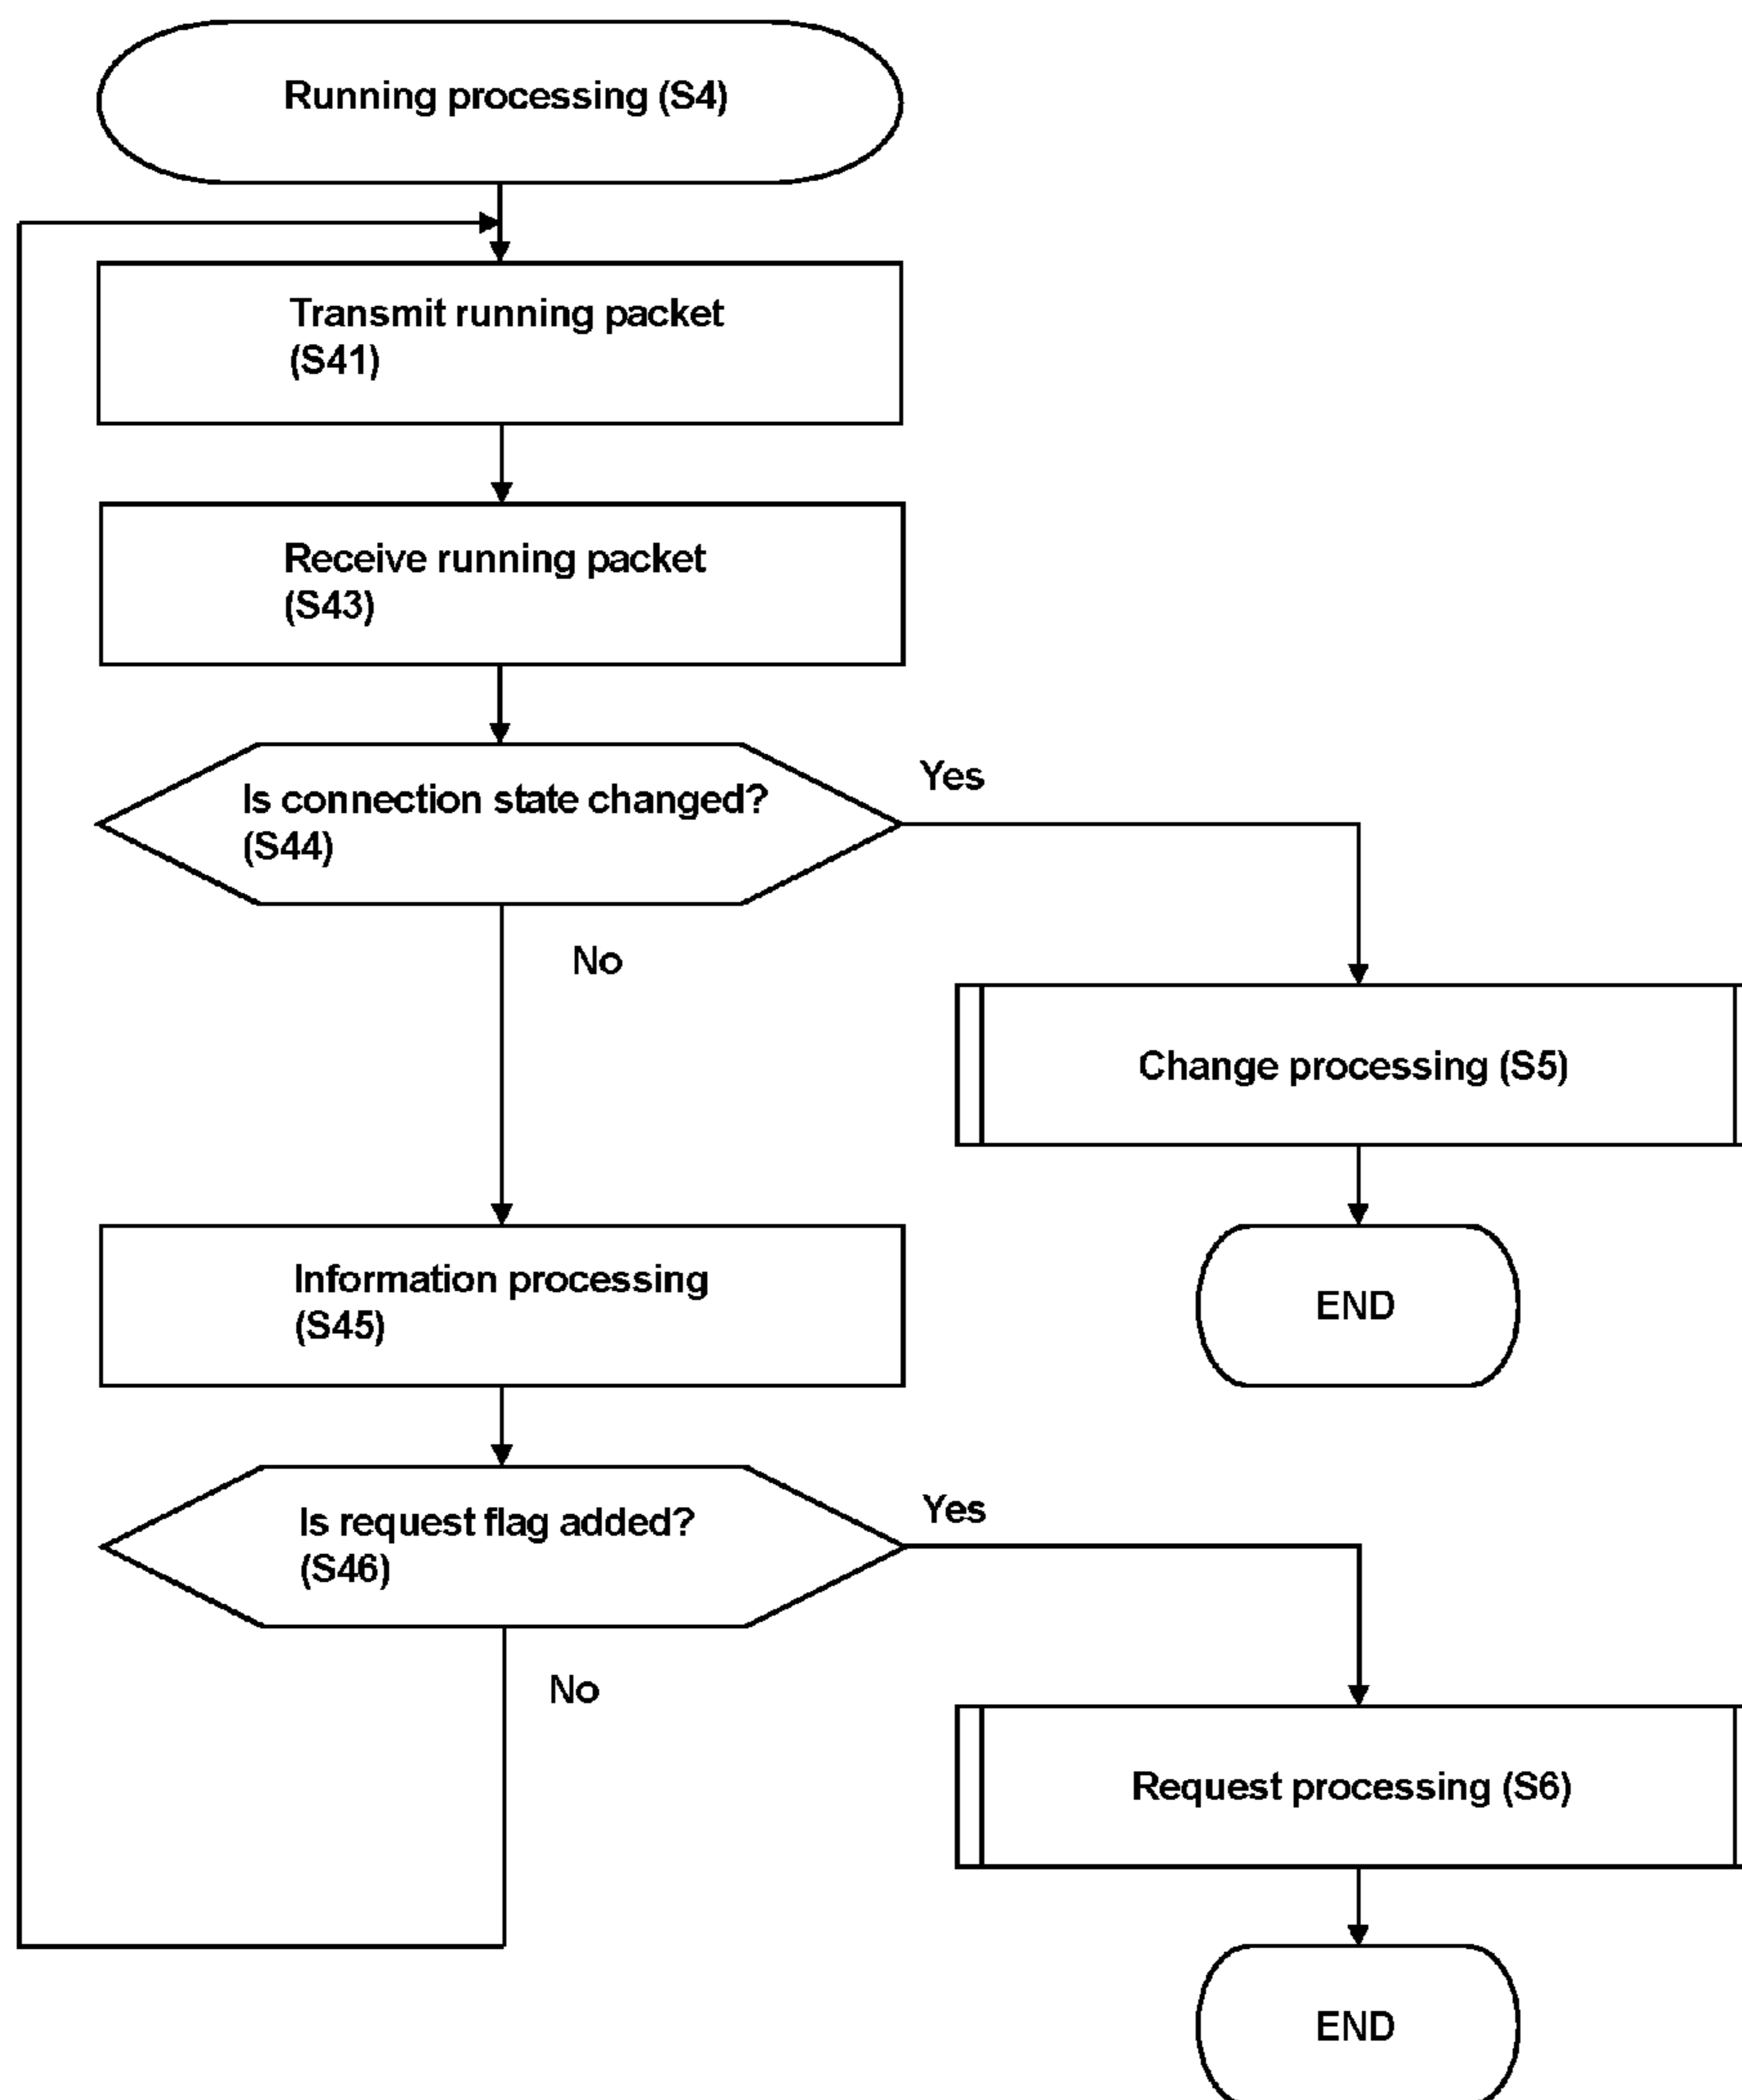 Running processing (S4)
Transmit running packet
(S41)
Receive running packet
(S43)
Is connection state changed?
(S44)
Yes
No
Change processing (S5)
Information processing
(S45)
END
Is request flag added?
(S46)
Yes
No
Request processing (S6)
END